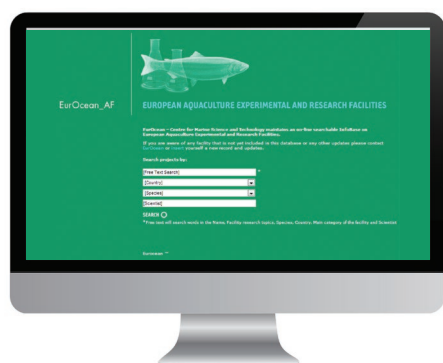 EurOcean_AF
EUROPEAN AQUACULTURE EXPERIMENTAL AND RESEARCH FACILITIES
EurOcean - Center for Marine Science and Technology maintains an on-line searchable InfoBase on
European Aquaculture Experimental and Research Facilities.
If you are aware of any facility that is not yet included in this database or any other updates please contact
EurOcean or insert yourself a new record and updates.
Search projects by:
[Free Text Search] *
[Country]
[Species]
[Scientist]
SEARCH
*Free text will search words in the Name, Facility research topics, Species, Country, Main category of the facility and Scientist
EurOcean